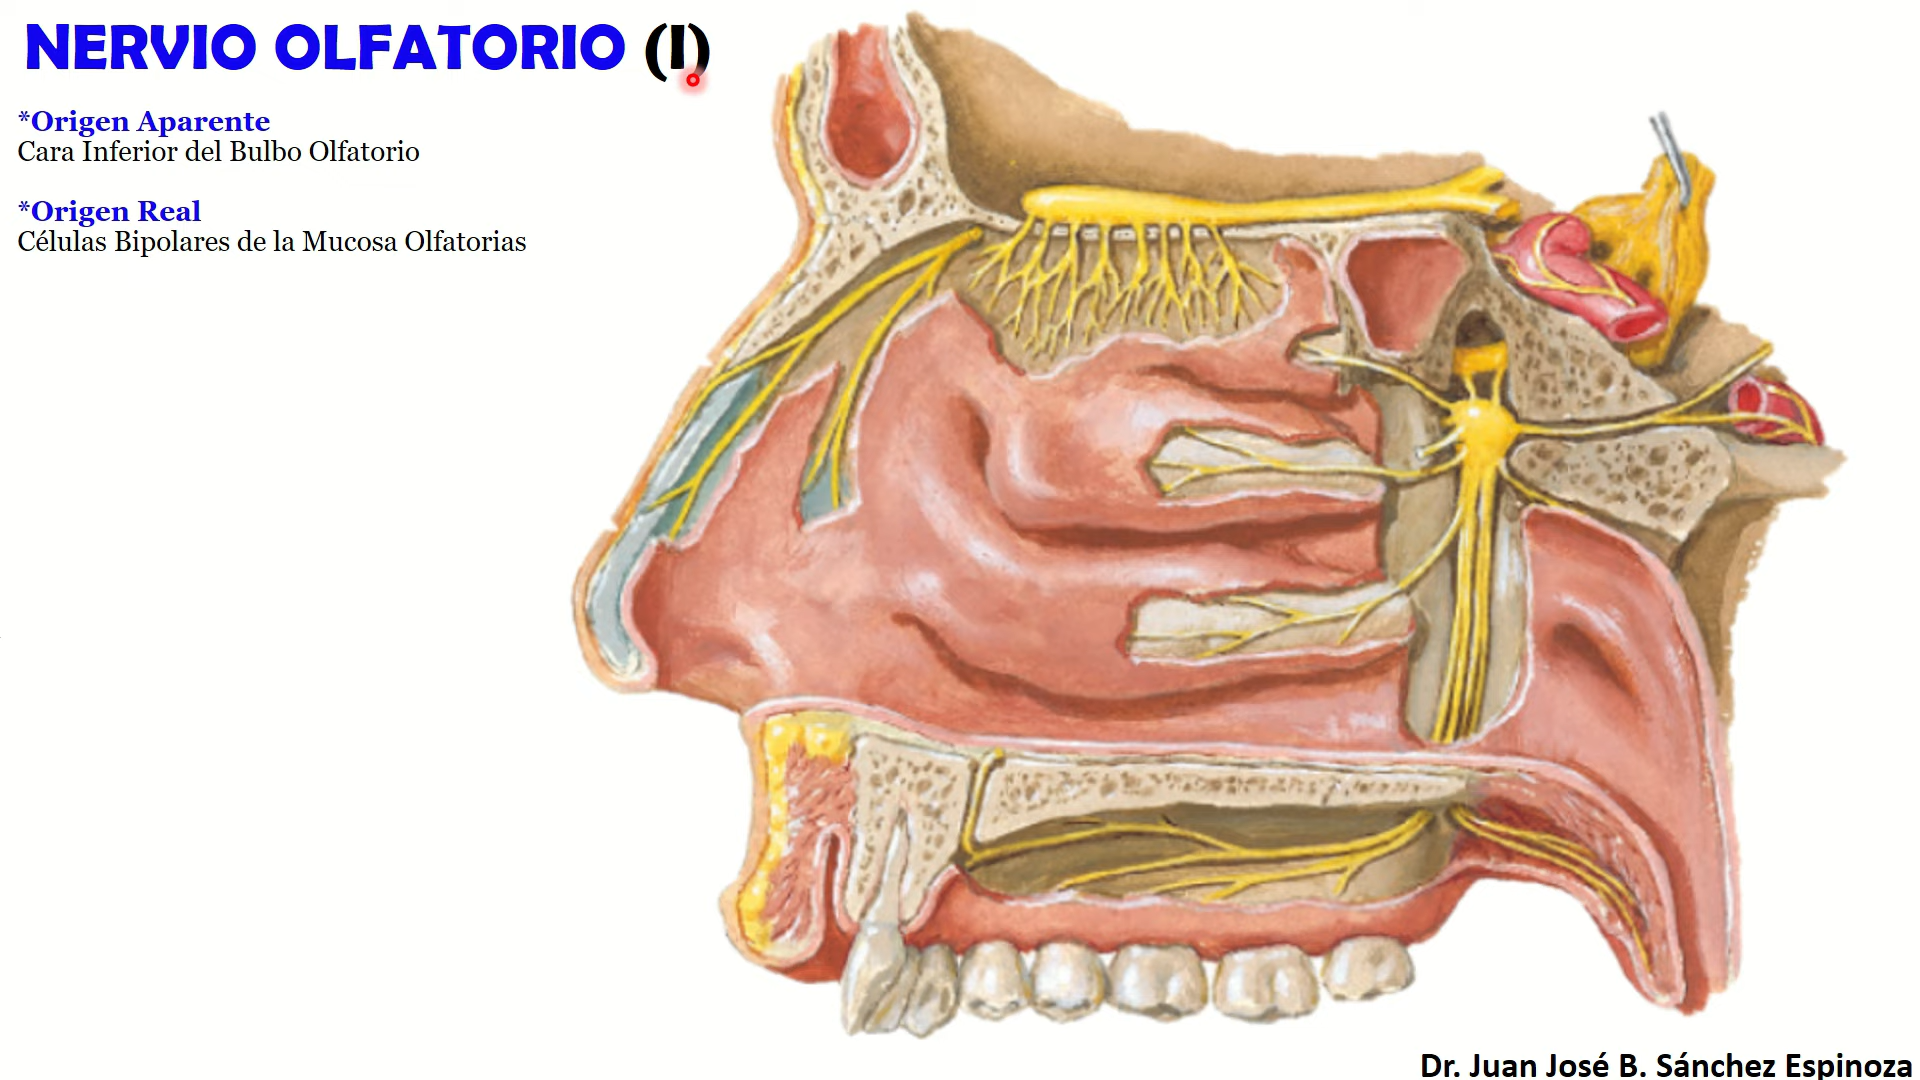 NERVIO OLFATORIO (I)
*Origen Aparente
Cara Inferior del Bulbo Olfatorio
*Origen Real
Células Bipolares de la Mucosa Olfatorias
Dr. Juan José B. Sánchez Espinoza